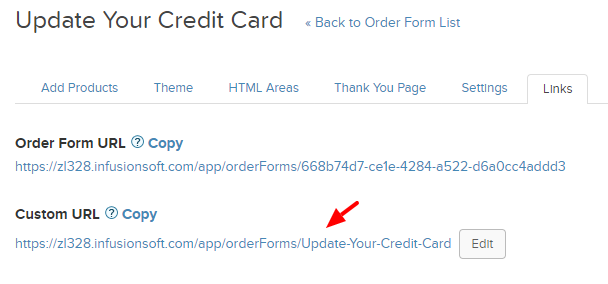 Update Your Credit Card « Back to Order Form List
Add Products Theme HTML Areas Thank You Page Settings Links
Order Form URL ? Copy
https://zl328.infusionsoft.com/app/orderForms/668b74d7-ce1e-4284-a522-d6a0cc4addd3
Custom URL ? Copy
https://zl328.infusionsoft.com/app/orderForms/Update-Your-Credit-Card Edit